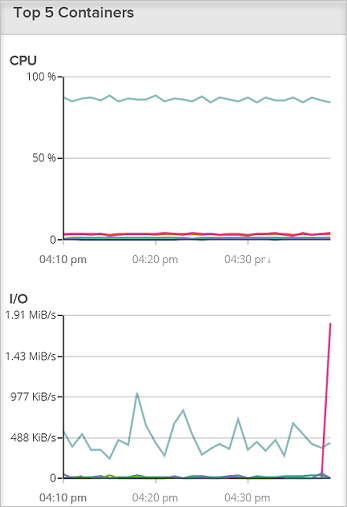 Top 5 Containers
CPU
100 %
50 %
0
04:10 pm
04:20 pm
04:30 pm
I/O
1.91 MiB/s
1.43 MiB/s
977 KiB/s
488 KiB/s
0
04:10 pm
04:20 pm
04:30 pm